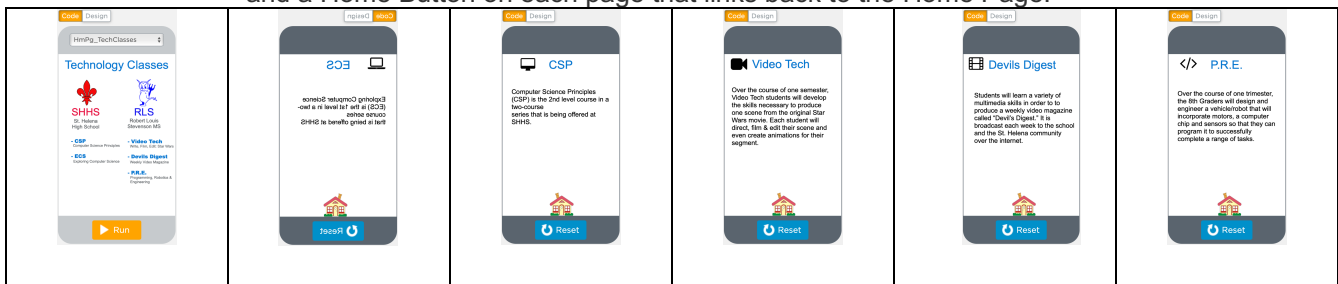 and a Home Button on each page that links back to the Home Page.
Code Design
HmPg_TechClasses
Technology Classes
SHHS
St. Helena
High School
- CSP
Computer Science Principles
- ECS
Exploring Computer Science
RLS
Robert Louis
Stevenson MS
- Video Tech
Write, Film, Edit: Star Wars
- Devils Digest
Weekly Video Magazine
- P.R.E.
Programming, Robotics &
Engineering
Run
Code Design
ECS
Exploring Computer Science
(ECS) is the 1st level in a two-
course series
that is being offered at SHHS
Reset
Code Design
CSP
Computer Science Principles
(CSP) is the 2nd level course in a
two-course
series that is being offered at
SHHS.
Reset
Code Design
Video Tech
Over the course of one semester,
Video Tech students will develop
the skills necessary to produce
one scene from the original Star
Wars movie. Each student will
direct, film & edit their scene and
even create animations for their
segment.
Reset
Code Design
Devils Digest
Students will learn a variety of
multimedia skills in order to to
produce a weekly video magazine
called "Devil's Digest." It is
broadcast each week to the school
and the St. Helena community
over the internet.
Reset
Code Design
</> P.R.E.
Over the course of one trimester,
the 8th Graders will design and
engineer a vehicle/robot that will
incorporate motors, a computer
chip and sensors so that they can
program it to successfully
complete a range of tasks.
Reset